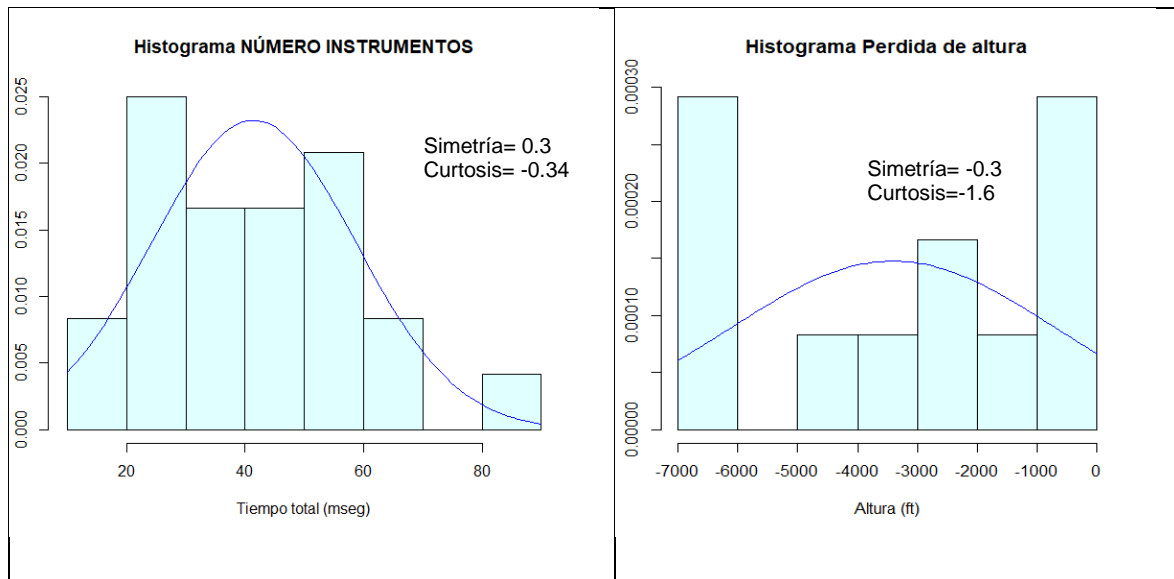 Histograma NÚMERO INSTRUMENTOS
0.025
0.020
0.015
0.010
0.005
0.000
Simetría= 0.3
Curtosis= -0.34
20 40 60 80
Tiempo total (mseg)
Histograma Perdida de altura
0.00030
0.00020
0.00010
0.00000
Simetría= -0.3
Curtosis=-1.6
-7000 -6000 -5000 -4000 -3000 -2000 -1000 0
Altura (ft)